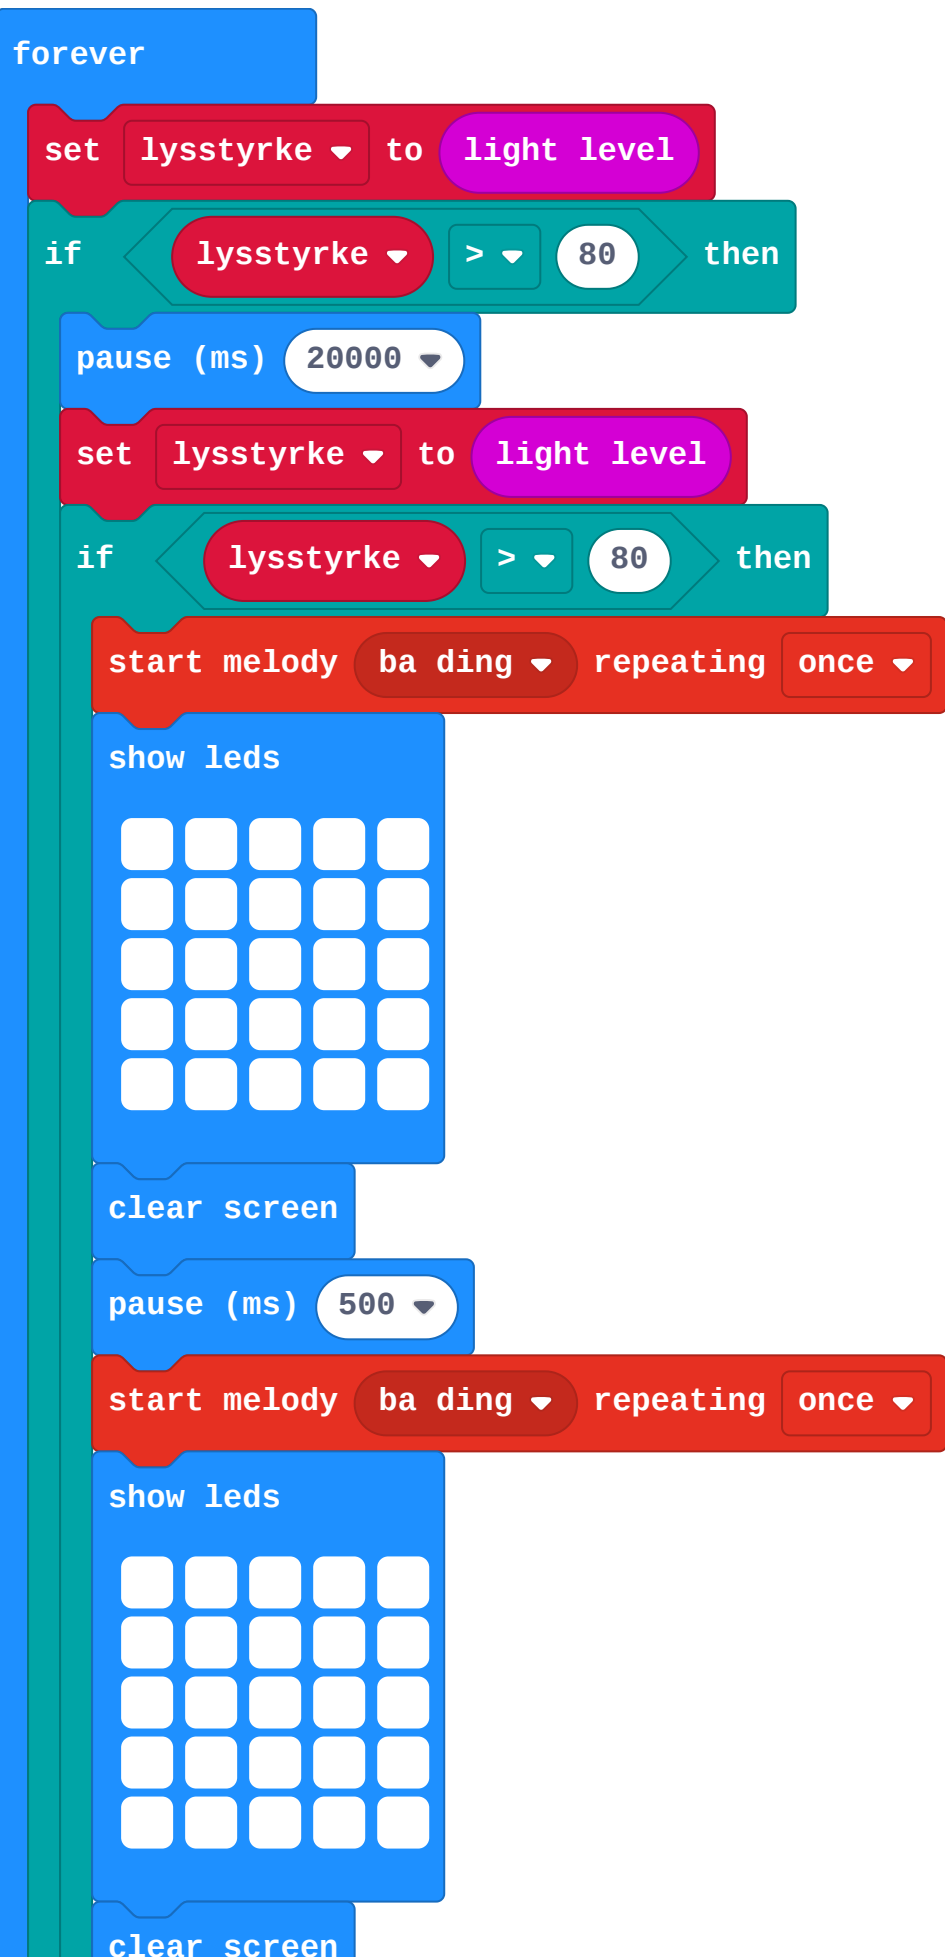 forever
set lysstyrke to light level
if lysstyrke > 80 then
pause (ms) 20000
set lysstyrke to light level
if lysstyrke > 80 then
start melody ba ding repeating once
show leds
clear screen
pause (ms) 500
start melody ba ding repeating once
show leds
clear screen